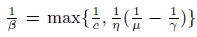 1/β = max{1/c, 1/η(1/μ − 1/γ)}